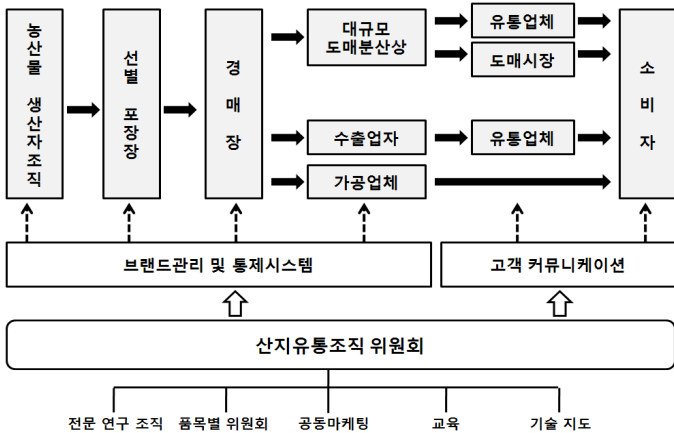 농산물 생산자조직
선별 포장장
경매장
대규모
도매분산상
유통업체
도매시장
소비자
수출업자
유통업체
가공업체
브랜드관리 및 통제시스템
고객 커뮤니케이션
산지유통조직 위원회
전문 연구 조직
품목별 위원회
공동마케팅
교육
기술 지도